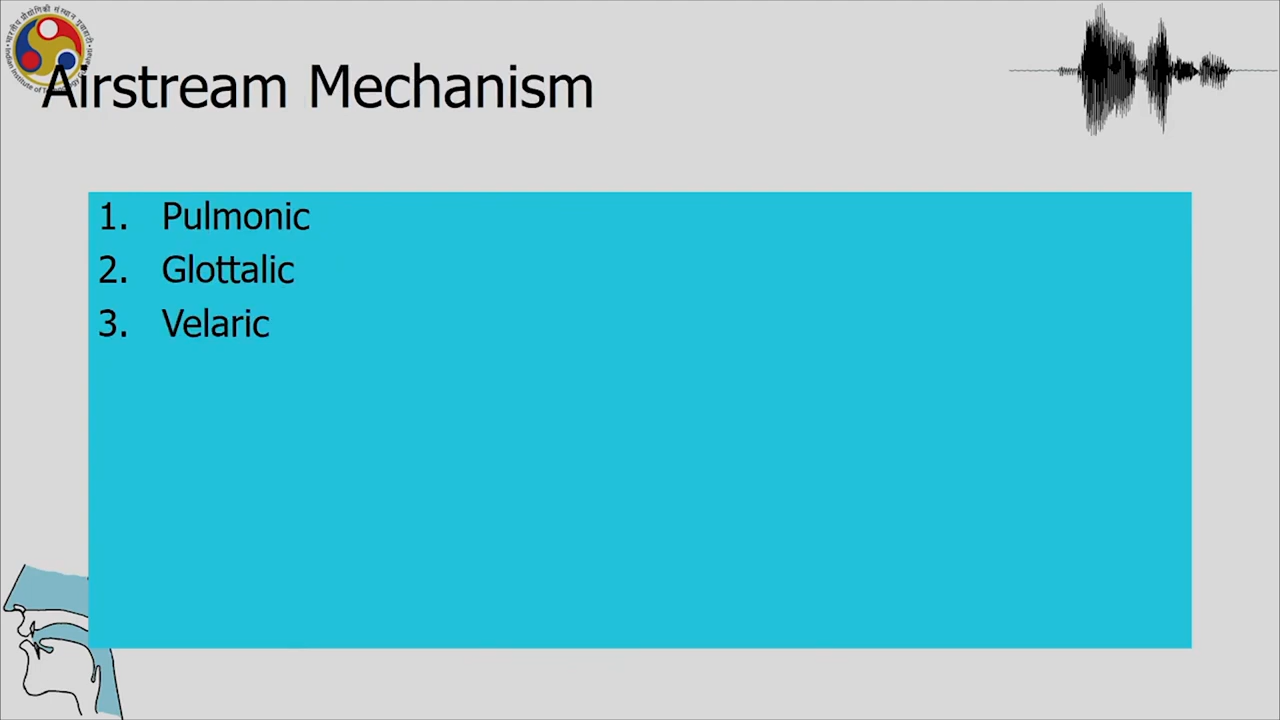 Airstream Mechanism
1. Pulmonic
2. Glottalic
3. Velaric